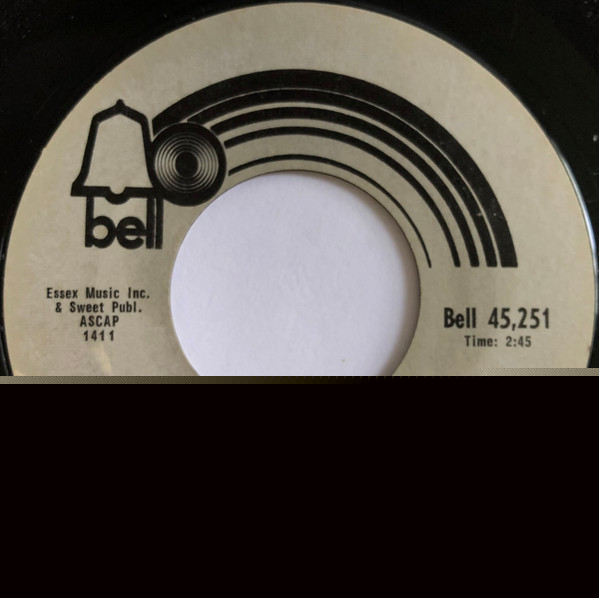 bell
Essex Music Inc.
& Sweet Publ.
ASCAP
1411
Bell 45,251
Time: 2:45